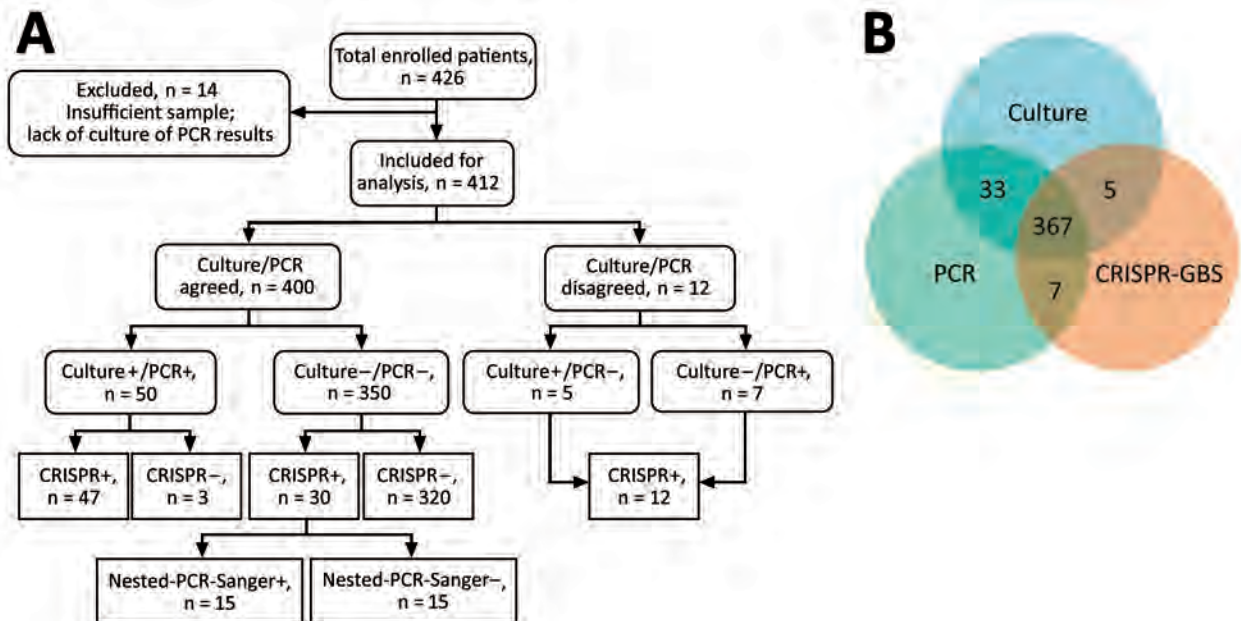 A
Total enrolled patients,
n = 426
Excluded, n = 14
Insufficient sample;
lack of culture of PCR results
Included for
analysis, n = 412
Culture/PCR
agreed, n = 400
Culture/PCR
disagreed, n = 12
Culture+/PCR+,
n = 50
Culture−/PCR−,
n = 350
Culture+/PCR−,
n = 5
Culture−/PCR+,
n = 7
CRISPR+,
n = 47
CRISPR−,
n = 3
CRISPR+,
n = 30
CRISPR−,
n = 320
CRISPR+,
n = 12
Nested-PCR-Sanger+,
n = 15
Nested-PCR-Sanger−,
n = 15
B
Culture
33
5
367
PCR
CRISPR-GBS
7